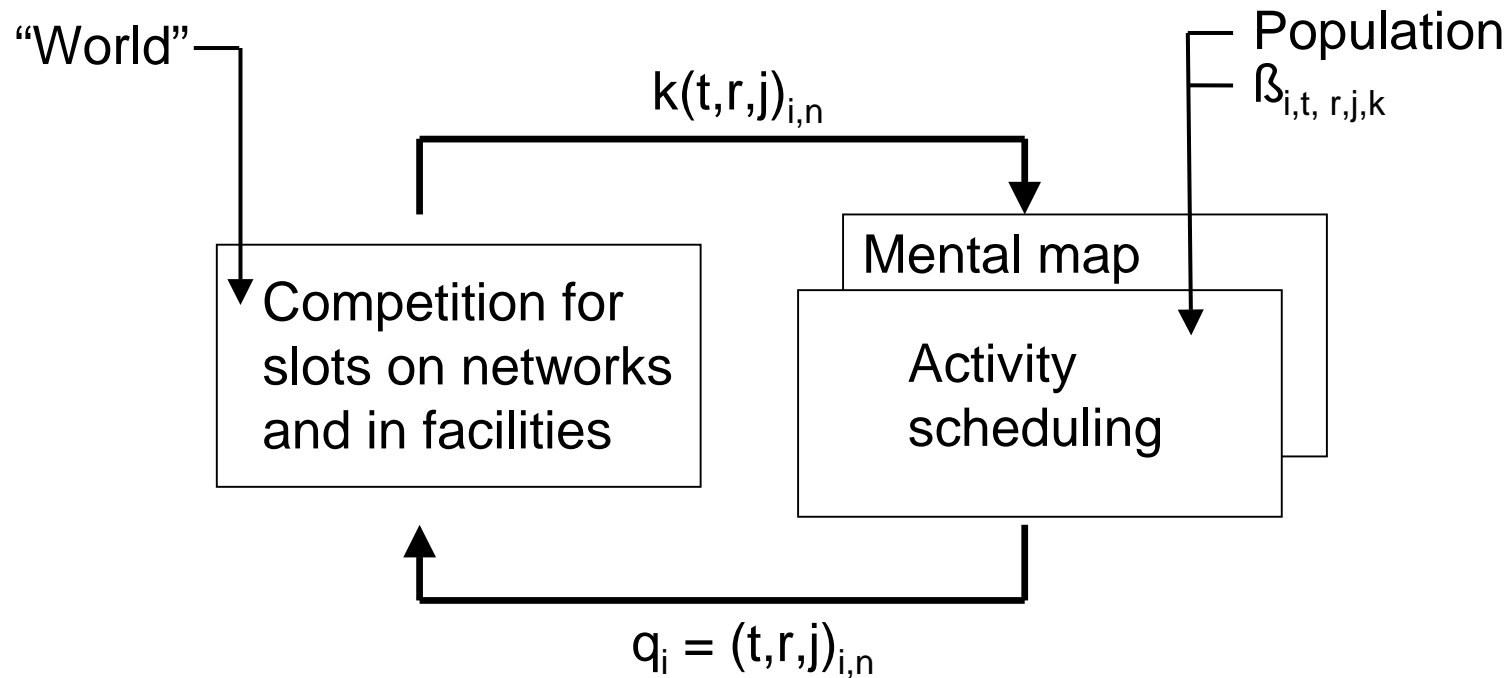 “World”
Population
ß_{i,t, r,j,k}
k(t,r,j)_{i,n}
Mental map
Competition for
slots on networks
and in facilities
Activity
scheduling
q_i = (t,r,j)_{i,n}